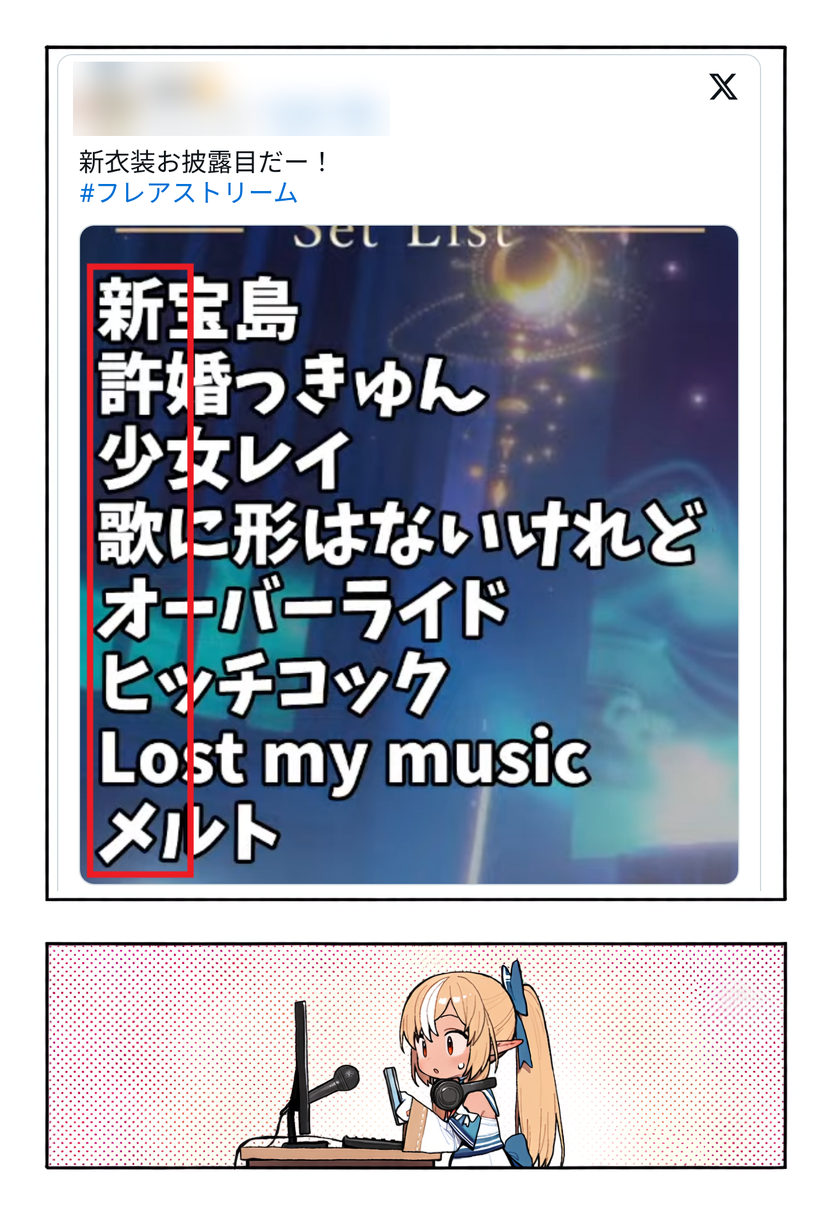 新衣装お披露目だー！
#フレアストリーム
Set List
新宝島
許婚っきゅん
少女レイ
歌に形はないけれど
オーバーライド
ヒッチコック
Lost my music
メルト